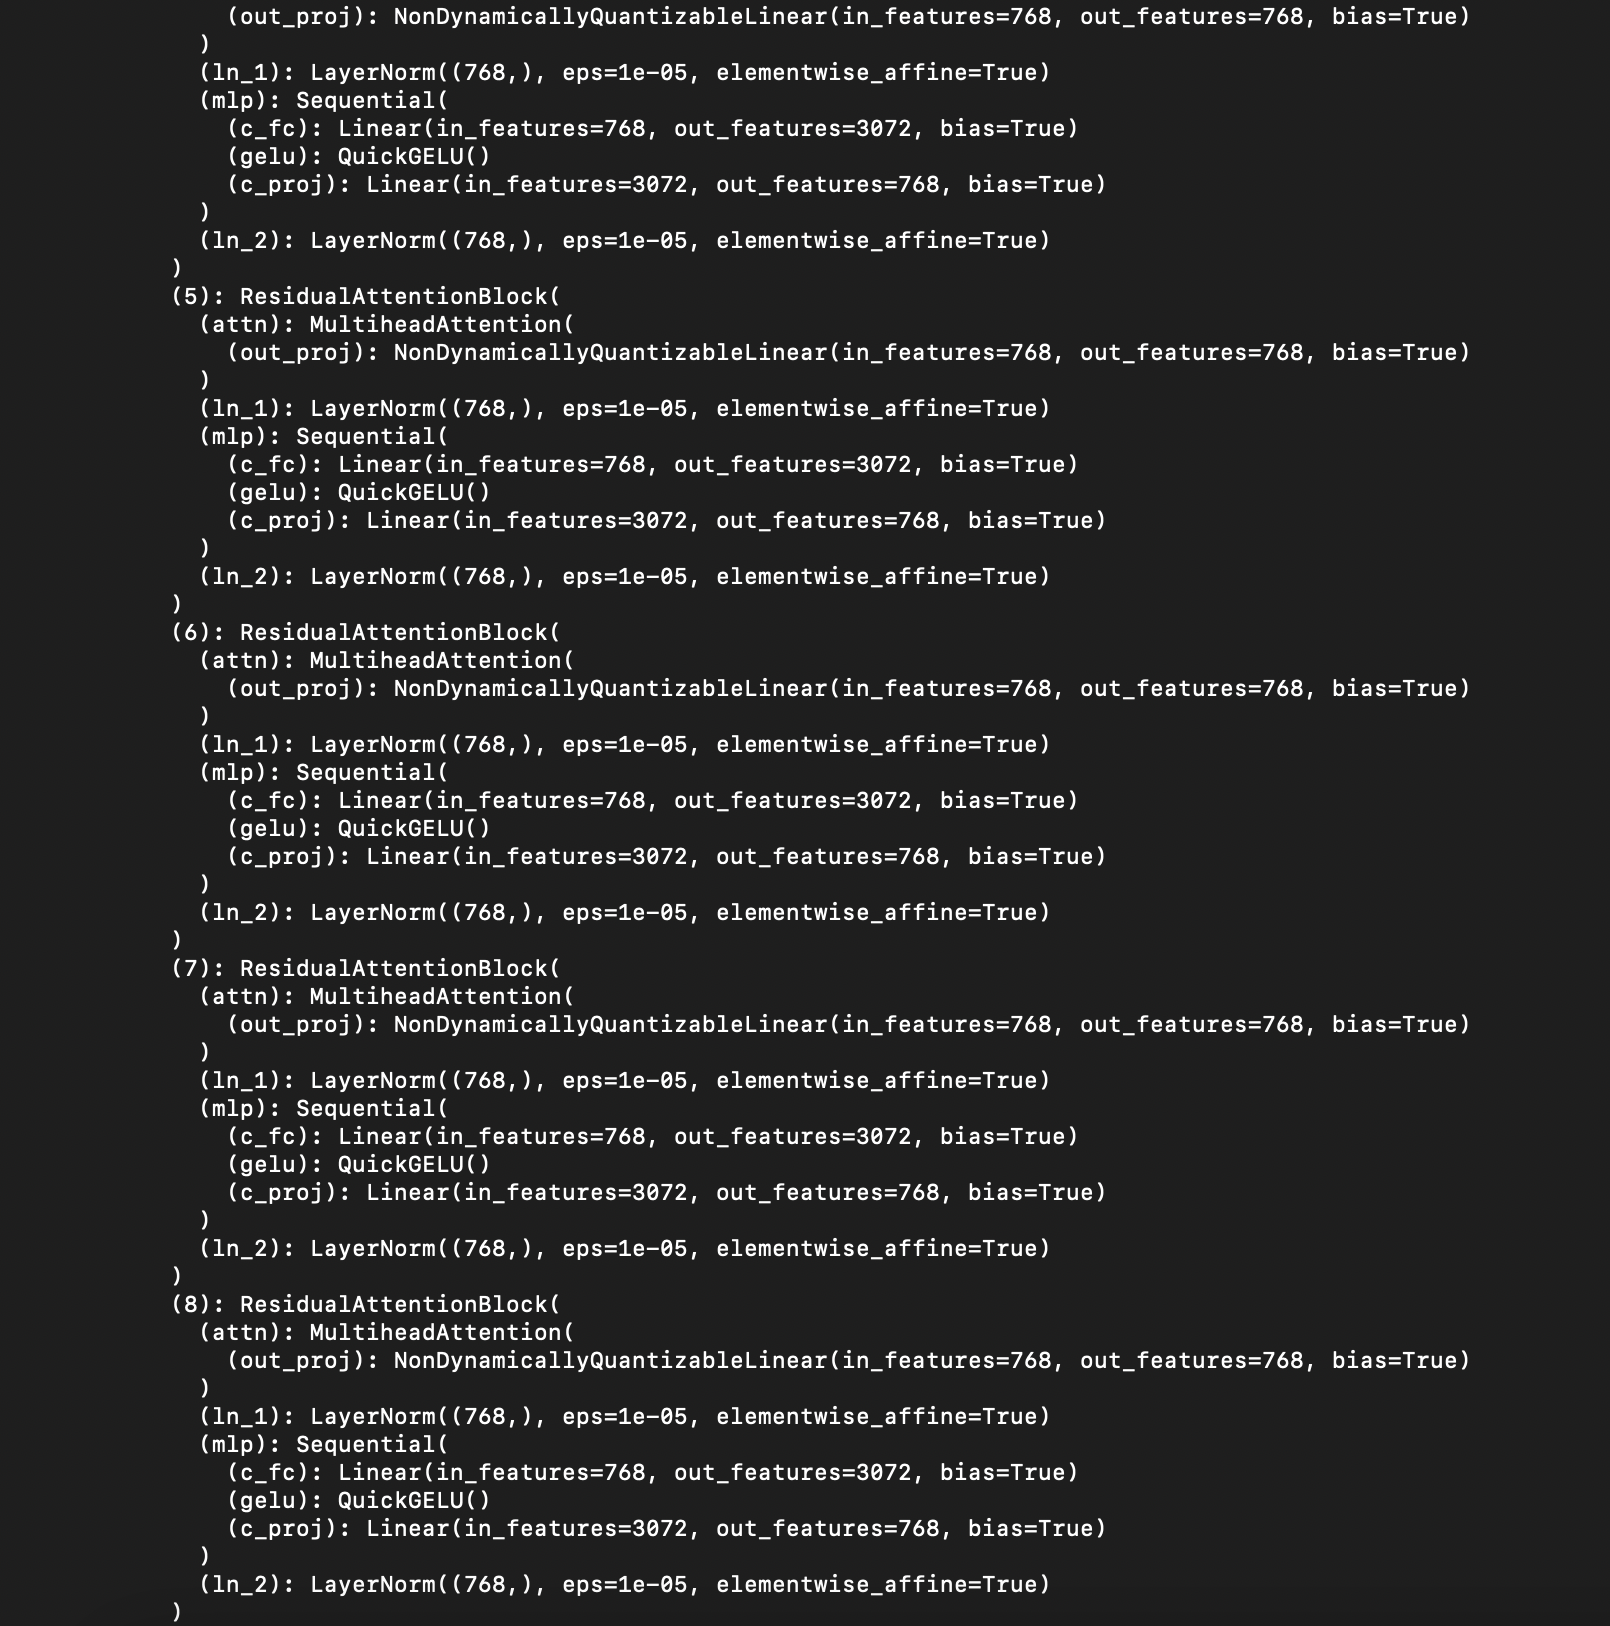 (out_proj): NonDynamicallyQuantizableLinear(in_features=768, out_features=768, bias=True)
)
(ln_1): LayerNorm((768,), eps=1e-05, elementwise_affine=True)
(mlp): Sequential(
(c_fc): Linear(in_features=768, out_features=3072, bias=True)
(gelu): QuickGELU()
(c_proj): Linear(in_features=3072, out_features=768, bias=True)
)
(ln_2): LayerNorm((768,), eps=1e-05, elementwise_affine=True)
)
(5): ResidualAttentionBlock(
(attn): MultiheadAttention(
(out_proj): NonDynamicallyQuantizableLinear(in_features=768, out_features=768, bias=True)
)
(ln_1): LayerNorm((768,), eps=1e-05, elementwise_affine=True)
(mlp): Sequential(
(c_fc): Linear(in_features=768, out_features=3072, bias=True)
(gelu): QuickGELU()
(c_proj): Linear(in_features=3072, out_features=768, bias=True)
)
(ln_2): LayerNorm((768,), eps=1e-05, elementwise_affine=True)
)
(6): ResidualAttentionBlock(
(attn): MultiheadAttention(
(out_proj): NonDynamicallyQuantizableLinear(in_features=768, out_features=768, bias=True)
)
(ln_1): LayerNorm((768,), eps=1e-05, elementwise_affine=True)
(mlp): Sequential(
(c_fc): Linear(in_features=768, out_features=3072, bias=True)
(gelu): QuickGELU()
(c_proj): Linear(in_features=3072, out_features=768, bias=True)
)
(ln_2): LayerNorm((768,), eps=1e-05, elementwise_affine=True)
)
(7): ResidualAttentionBlock(
(attn): MultiheadAttention(
(out_proj): NonDynamicallyQuantizableLinear(in_features=768, out_features=768, bias=True)
)
(ln_1): LayerNorm((768,), eps=1e-05, elementwise_affine=True)
(mlp): Sequential(
(c_fc): Linear(in_features=768, out_features=3072, bias=True)
(gelu): QuickGELU()
(c_proj): Linear(in_features=3072, out_features=768, bias=True)
)
(ln_2): LayerNorm((768,), eps=1e-05, elementwise_affine=True)
)
(8): ResidualAttentionBlock(
(attn): MultiheadAttention(
(out_proj): NonDynamicallyQuantizableLinear(in_features=768, out_features=768, bias=True)
)
(ln_1): LayerNorm((768,), eps=1e-05, elementwise_affine=True)
(mlp): Sequential(
(c_fc): Linear(in_features=768, out_features=3072, bias=True)
(gelu): QuickGELU()
(c_proj): Linear(in_features=3072, out_features=768, bias=True)
)
(ln_2): LayerNorm((768,), eps=1e-05, elementwise_affine=True)
)